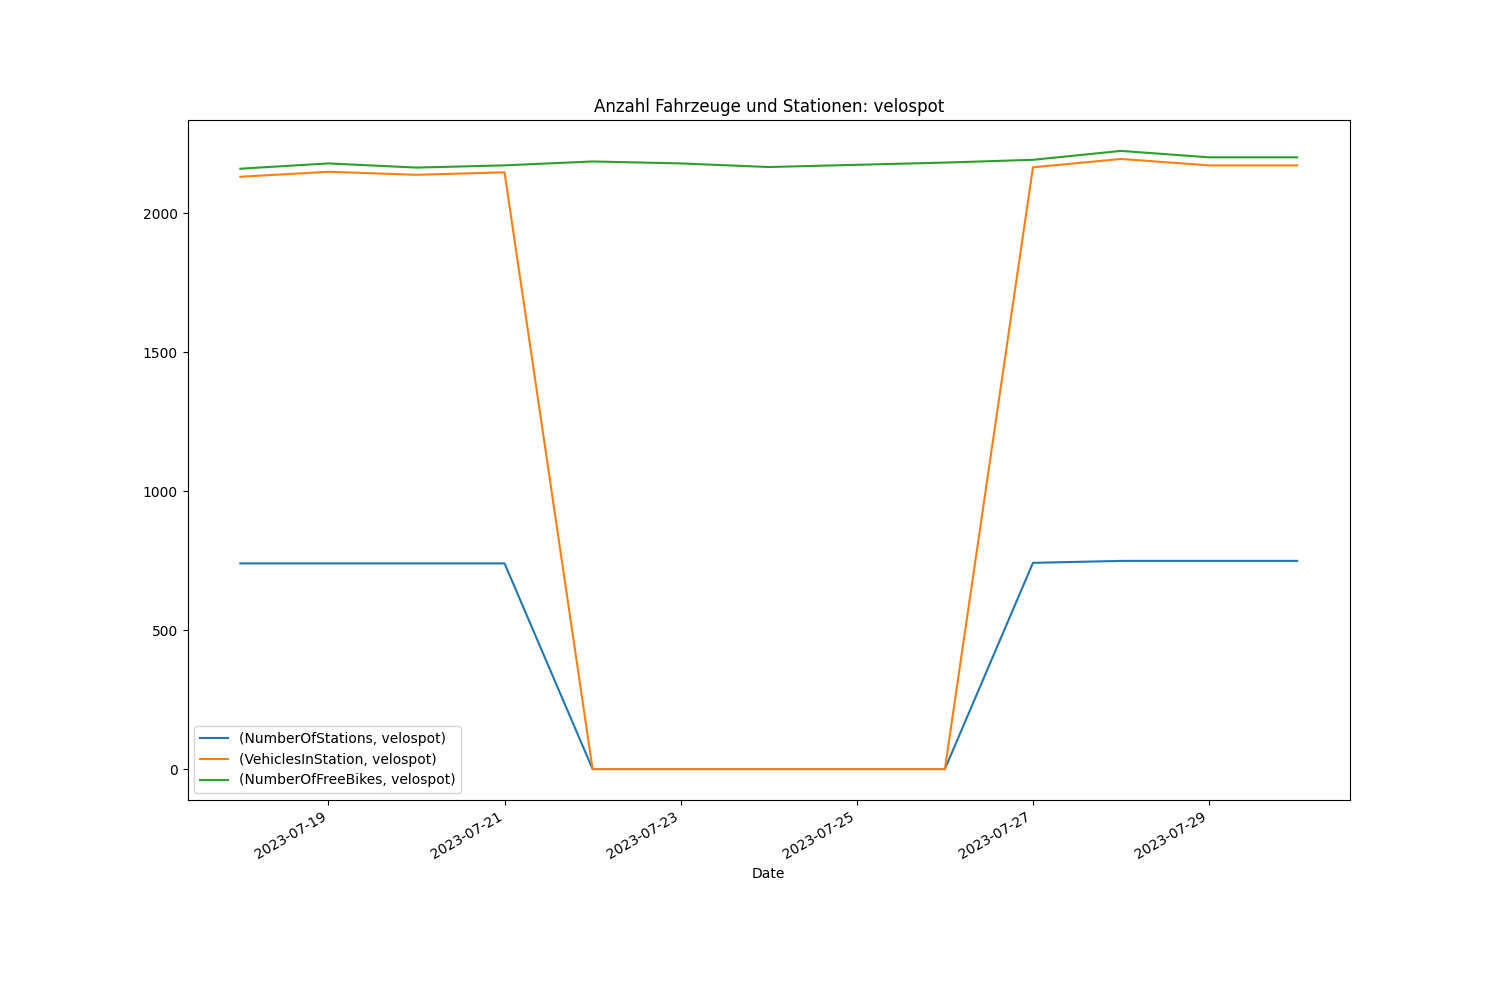 Anzahl Fahrzeuge und Stationen: velospot
2000
1500
1000
500
0
(NumberOfStations, velospot)
(VehiclesInStation, velospot)
(NumberOfFreeBikes, velospot)
2023-07-19
2023-07-21
2023-07-23
2023-07-25
2023-07-27
2023-07-29
Date